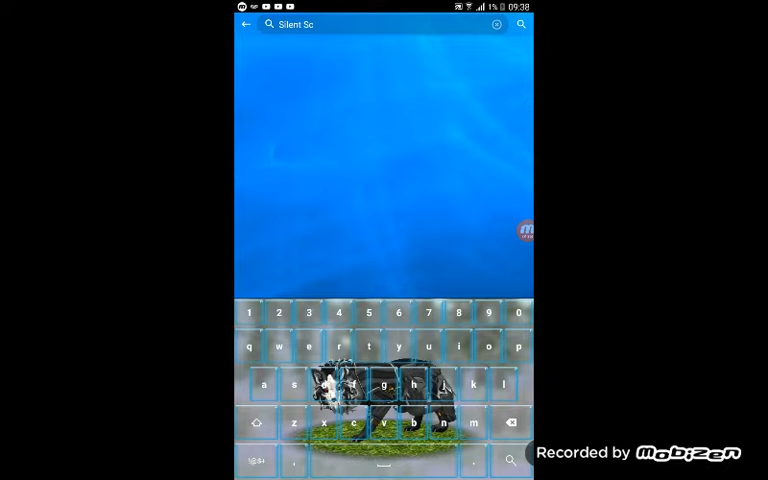 1% 09:38
Silent Sc
1 2 3 4 5 6 7 8 9 0
q w e r t y u i o p
a s d f g h j k l
z x c v b n m
, .
Recorded by Mobizen